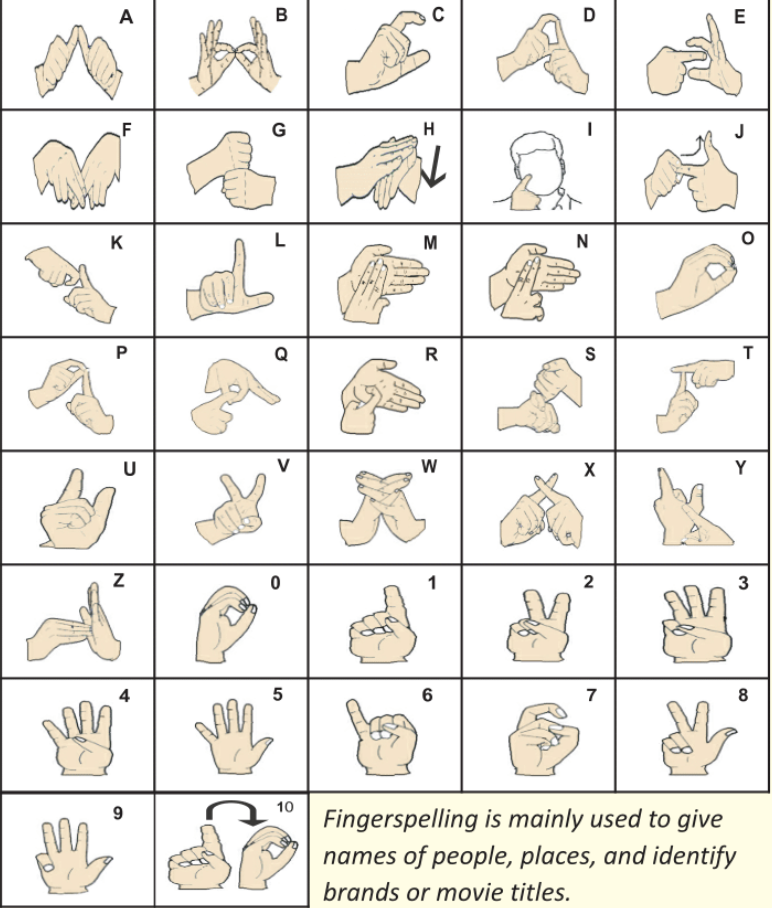 A B C D E
F G H I J
K L M N O
P Q R S T
U V W X Y
Z 0 1 2 3
4 5 6 7 8
9 10
Fingerspelling is mainly used to give
names of people, places, and identify
brands or movie titles.